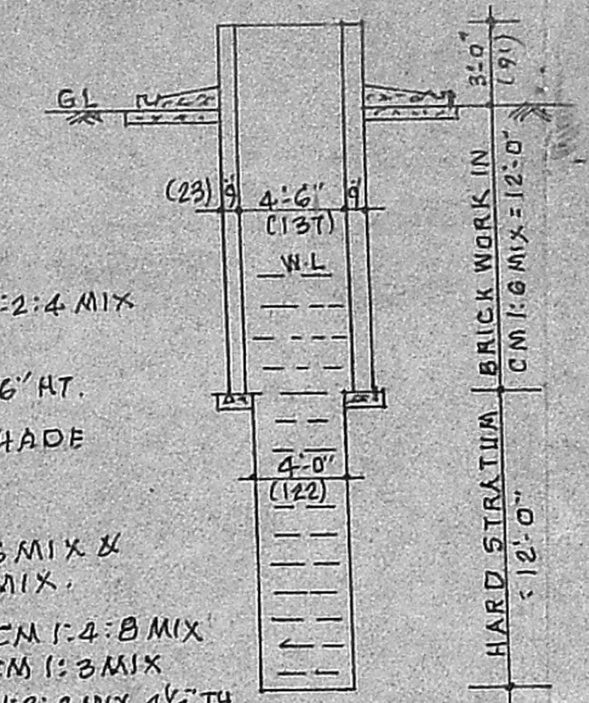 3'-0"
(91)
GL
(23) 9" 4'-6" 9"
(137)
W.L
:2:4 MIX
6" HT.
HADE
4'-0"
(122)
MIX &
MIX.
CM 1:4:8 MIX
CM 1:3 MIX
BRICK WORK IN
CM 1:6 MIX = 12'-0"
HARD STRATUM
= 12'-0"